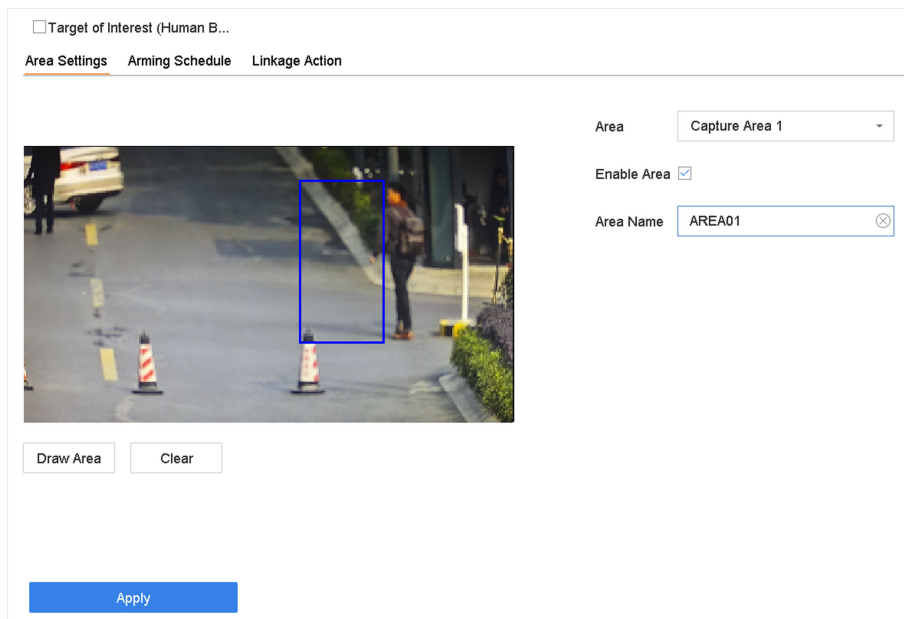 Target of Interest (Human B...
Area Settings Arming Schedule Linkage Action
Area Capture Area 1
Enable Area
Area Name AREA01
Draw Area Clear
Apply